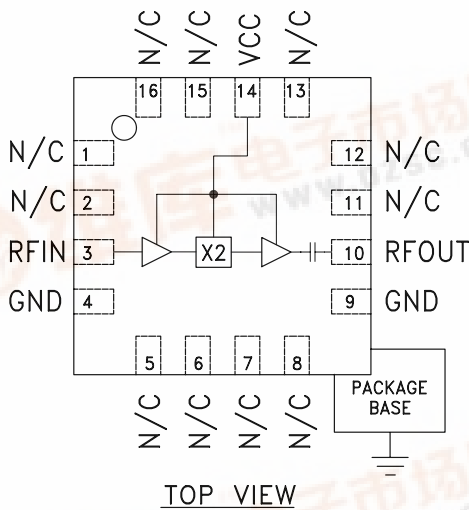 N/C N/C VCC N/C
16 15 14 13
N/C 1 12 N/C
N/C 2 11 N/C
RFIN 3 X2 10 RFOUT
GND 4 9 GND
5 6 7 8
N/C N/C N/C N/C
PACKAGE
BASE
TOP VIEW